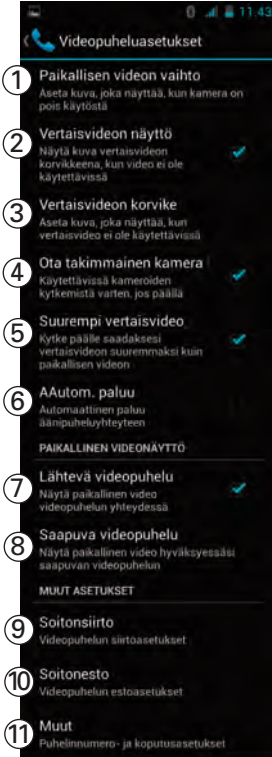 11.43
Videopuheluasetukset
1 Paikallisen videon vaihto
Aseta kuva, joka näyttää, kun kamera on
pois käytöstä
2 Vertaisvideon näyttö
Näytä kuva vertaisvideon
korvikkeena, kun video ei ole
käytettävissä
3 Vertaisvideon korvike
Aseta kuva, joka näyttää, kun
vertaisvideo ei ole käytettävissä
4 Ota takimmainen kamera
Käytettävissä kameroiden
kytkemistä varten, jos päällä
5 Suurempi vertaisvideo
Kytke päälle saadaksesi
vertaisvideon suuremmaksi kuin
paikallisen videon
6 AAutom. paluu
Automaattinen paluu
äänipuheluyhteyteen
PAIKALLINEN VIDEONÄYTTÖ
7 Lähtevä videopuhelu
Näytä paikallinen video
videopuhelun yhteydessä
8 Saapuva videopuhelu
Näytä paikallinen video hyväksyessäsi
saapuvan videopuhelun
MUUT ASETUKSET
9 Soitonsiirto
Videopuhelun siirtoasetukset
10 Soitonesto
Videopuhelun estoasetukset
11 Muut
Puhelinnumero- ja koputusasetukset